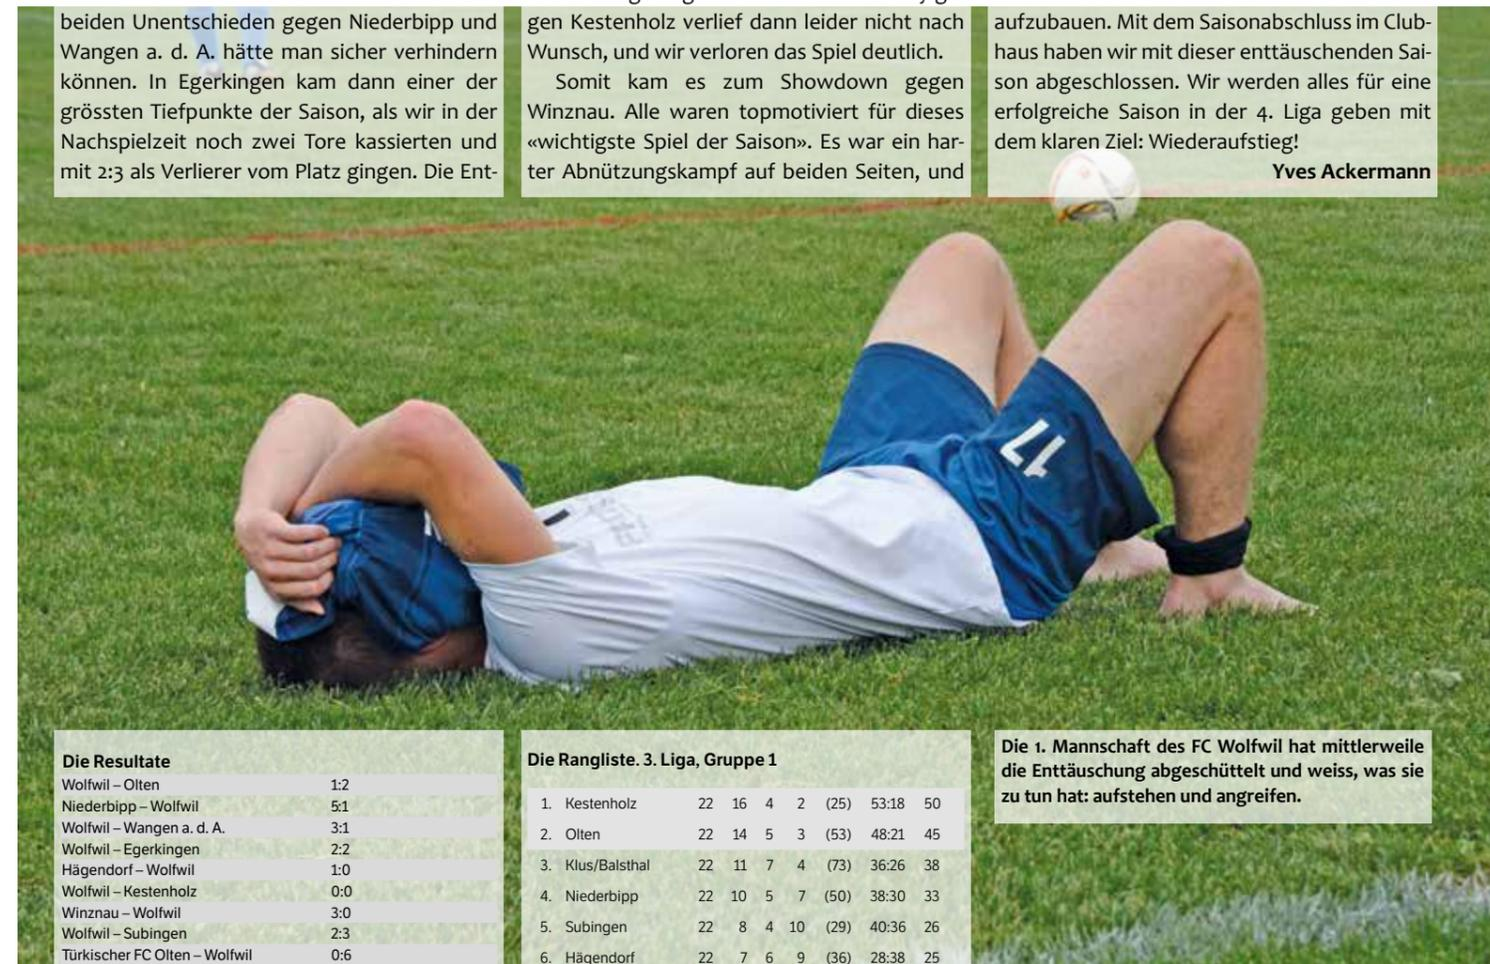 beiden Unentschieden gegen Niederbipp und
Wangen a. d. A. hätte man sicher verhindern
können. In Egerkingen kam dann einer der
grössten Tiefpunkte der Saison, als wir in der
Nachspielzeit noch zwei Tore kassierten und
mit 2:3 als Verlierer vom Platz gingen. Die Ent-
gen Kestenholz verlief dann leider nicht nach
Wunsch, und wir verloren das Spiel deutlich.
Somit kam es zum Showdown gegen
Winznau. Alle waren topmotiviert für dieses
«wichtigste Spiel der Saison». Es war ein har-
ter Abnützungskampf auf beiden Seiten, und
aufzubauen. Mit dem Saisonabschluss im Club-
haus haben wir mit dieser enttäuschenden Sai-
son abgeschlossen. Wir werden alles für eine
erfolgreiche Saison in der 4. Liga geben mit
dem klaren Ziel: Wiederaufstieg!
Yves Ackermann
17
Die Resultate
Wolfwil – Olten 1:2
Niederbipp – Wolfwil 5:1
Wolfwil – Wangen a. d. A. 3:1
Wolfwil – Egerkingen 2:2
Hägendorf – Wolfwil 1:0
Wolfwil – Kestenholz 0:0
Winznau – Wolfwil 3:0
Wolfwil – Subingen 2:3
Türkischer FC Olten – Wolfwil 0:6
Die Rangliste. 3. Liga, Gruppe 1
1. Kestenholz 22 16 4 2 (25) 53:18 50
2. Olten 22 14 5 3 (53) 48:21 45
3. Klus/Balsthal 22 11 7 4 (73) 36:26 38
4. Niederbipp 22 10 5 7 (50) 38:30 33
5. Subingen 22 8 4 10 (29) 40:36 26
6. Hägendorf 22 7 6 9 (36) 28:38 25
Die 1. Mannschaft des FC Wolfwil hat mittlerweile
die Enttäuschung abgeschüttelt und weiss, was sie
zu tun hat: aufstehen und angreifen.